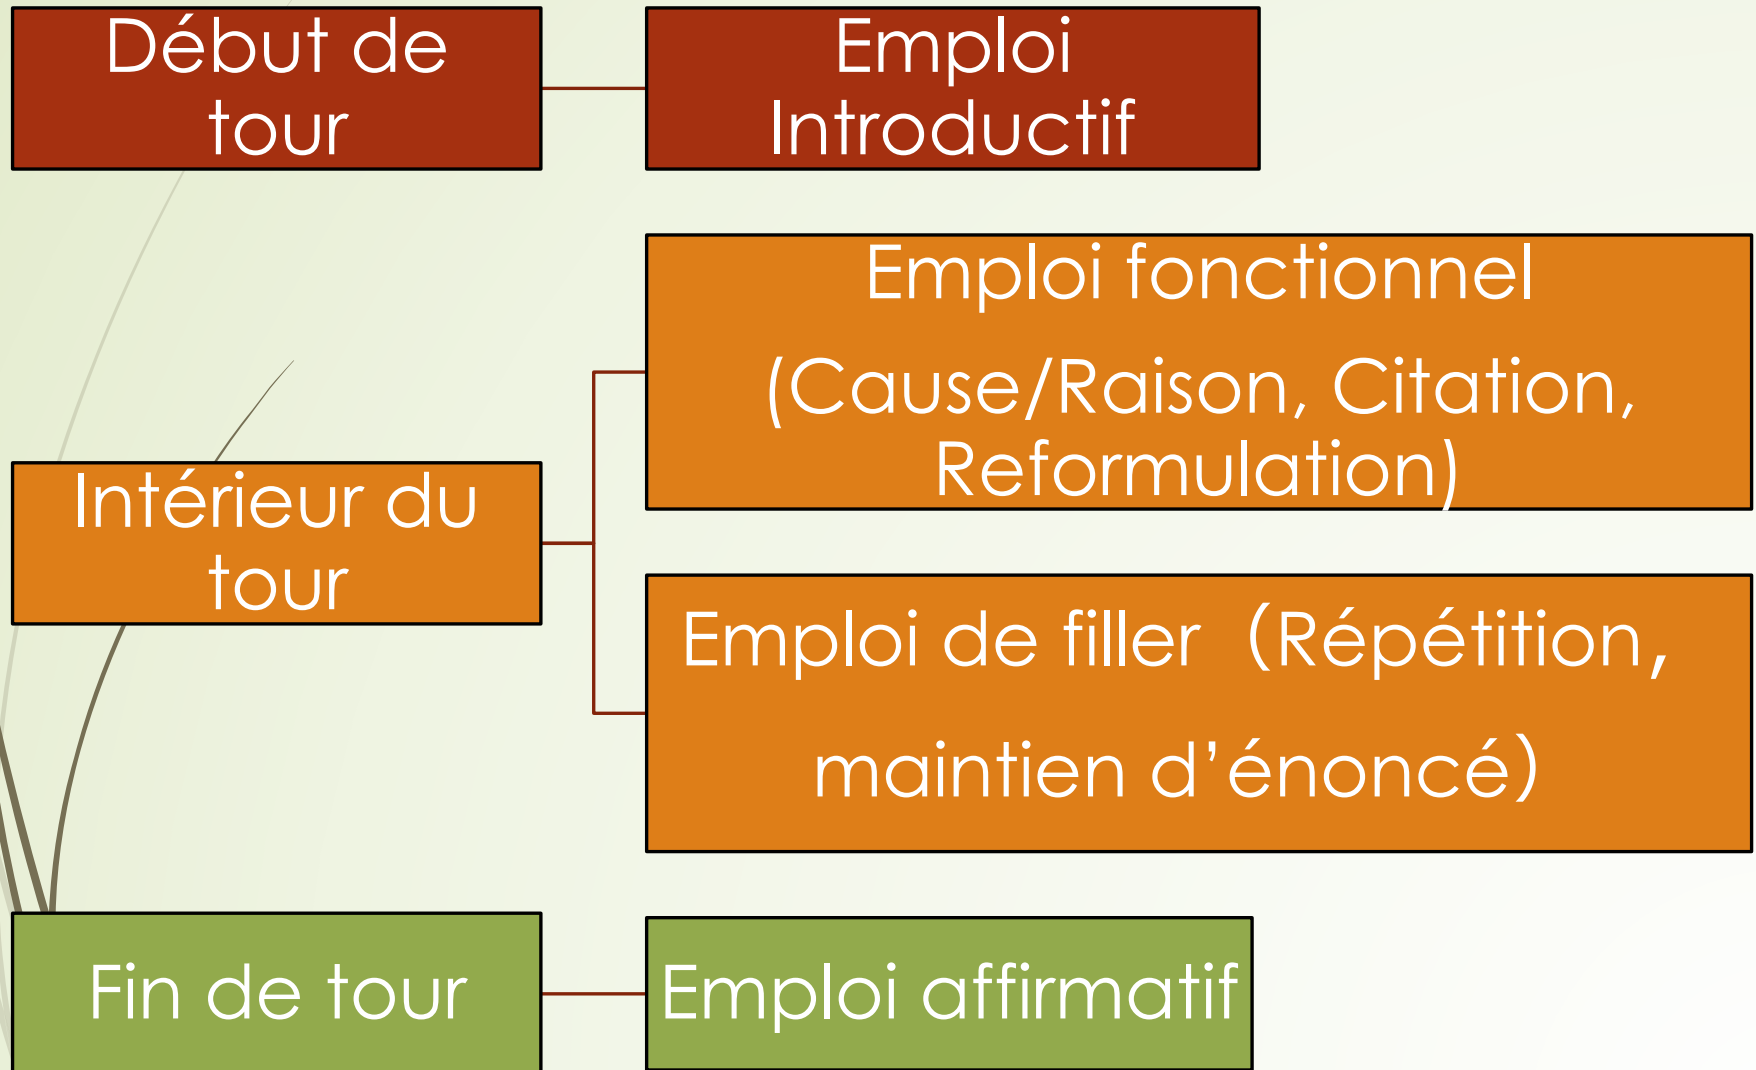 Début de
tour
Emploi
Introductif
Intérieur du
tour
Emploi fonctionnel
(Cause/Raison, Citation,
Reformulation)
Emploi de filler（Répétition,
maintien d’énoncé）
Fin de tour
Emploi affirmatif